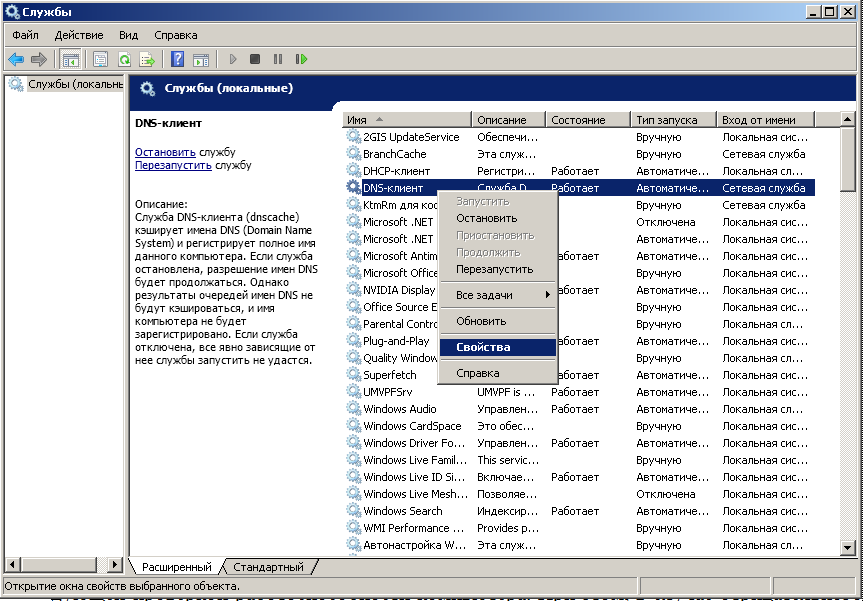 Службы
Файл Действие Вид Справка
Службы (локальн
Службы (локальные)
DNS-клиент
Остановить службу
Перезапустить службу
Описание:
Служба DNS-клиента (dnscache)
кэширует имена DNS (Domain Name
System) и регистрирует полное имя
данного компьютера. Если служба
остановлена, разрешение имен DNS
будет продолжаться. Однако
результаты очередей имен DNS не
будут кэшироваться, и имя
компьютера не будет
зарегистрировано. Если служба
отключена, все явно зависящие от
нее службы запустить не удастся.
Имя Описание Состояние Тип запуска Вход от имени
2GIS UpdateService Обеспечи... Вручную Локальная сис...
BranchCache Эта служ... Вручную Сетевая служба
DHCP-клиент Регистри... Работает Автоматиче... Локальная сл...
DNS-клиент Служба D... Работает Автоматиче... Сетевая служба
KtmRm для коо Вручную Сетевая служба
Microsoft .NET Отключена Локальная сис...
Microsoft .NET Автоматиче... Локальная сис...
Microsoft Antim аботает Автоматиче... Локальная сис...
Microsoft Office Вручную Локальная сис...
NVIDIA Display аботает Автоматиче... Локальная сис...
Office Source E Вручную Локальная сис...
Parental Contro Вручную Локальная сл...
Plug-and-Play аботает Автоматиче... Локальная сис...
Quality Window Вручную Локальная сл...
Superfetch аботает Автоматиче... Локальная сис...
UMVPFSrv UMVPF is ... Работает Автоматиче... Локальная сис...
Windows Audio Управлен... Работает Автоматиче... Локальная сл...
Windows CardSpace Это обес... Вручную Локальная сис...
Windows Driver Fo... Управлен... Работает Автоматиче... Локальная сис...
Windows Live Famil... This servic... Вручную Локальная сл...
Windows Live ID Si... Включае... Работает Автоматиче... Локальная сис...
Windows Live Mesh... Позволяе... Отключена Локальная сис...
Windows Search Индексир... Работает Автоматиче... Локальная сис...
WMI Performance ... Provides p... Вручную Локальная сис...
Автонастройка W... Эта служ... Вручную Локальная сл...
Запустить
Остановить
Приостановить
Продолжить
Перезапустить
Все задачи
Обновить
Свойства
Справка
Расширенный Стандартный
Открытие окна свойств выбранного объекта.